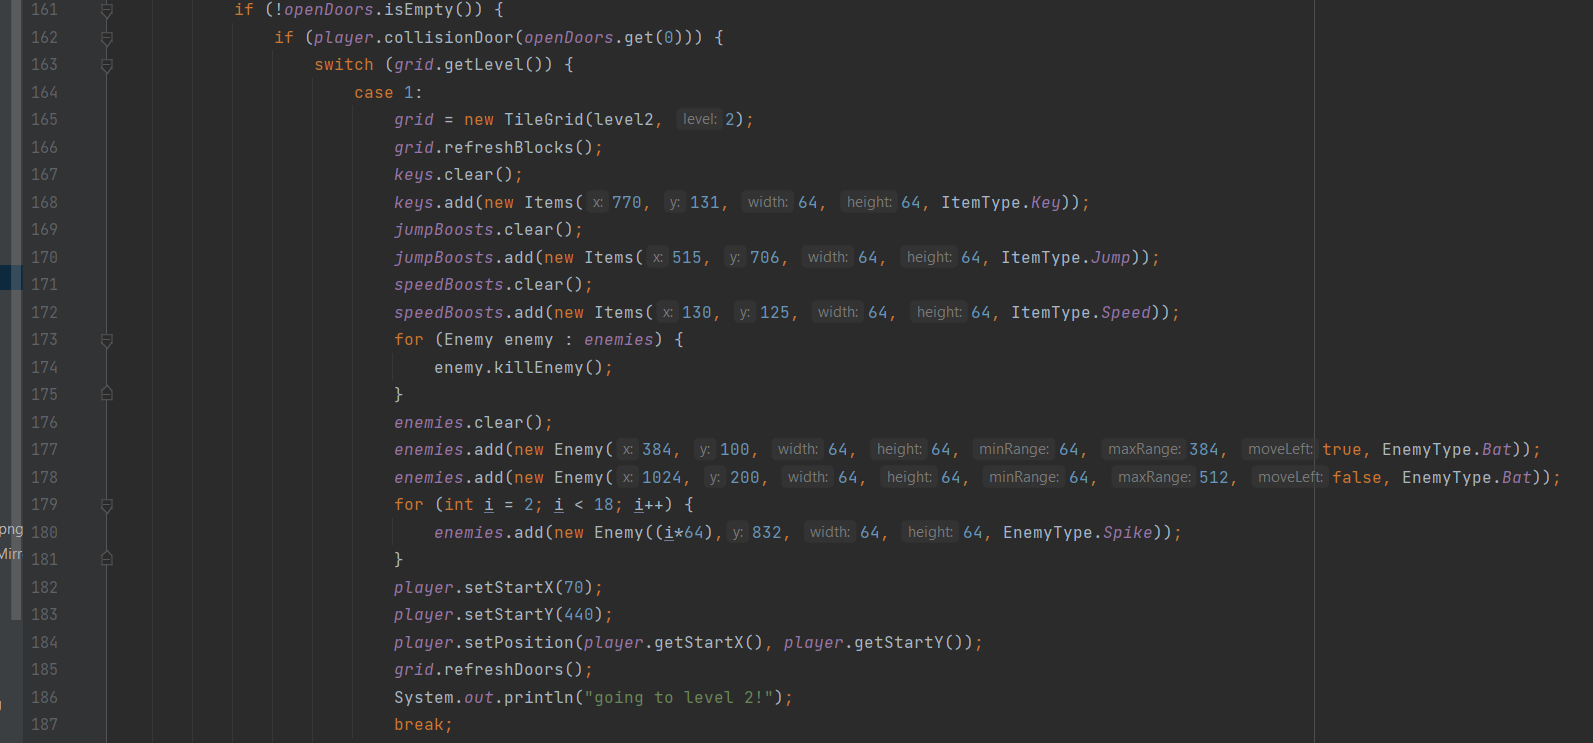 161 if (!openDoors.isEmpty()) {
162 if (player.collisionDoor(openDoors.get(0))) {
163 switch (grid.getLevel()) {
164 case 1:
165 grid = new TileGrid(level2, level: 2);
166 grid.refreshBlocks();
167 keys.clear();
168 keys.add(new Items( x: 770, y: 131, width: 64, height: 64, ItemType.Key));
169 jumpBoosts.clear();
170 jumpBoosts.add(new Items( x: 515, y: 706, width: 64, height: 64, ItemType.Jump));
171 speedBoosts.clear();
172 speedBoosts.add(new Items( x: 130, y: 125, width: 64, height: 64, ItemType.Speed));
173 for (Enemy enemy : enemies) {
174 enemy.killEnemy();
175 }
176 enemies.clear();
177 enemies.add(new Enemy( x: 384, y: 100, width: 64, height: 64, minRange: 64, maxRange: 384, moveLeft: true, EnemyType.Bat));
178 enemies.add(new Enemy( x: 1024, y: 200, width: 64, height: 64, minRange: 64, maxRange: 512, moveLeft: false, EnemyType.Bat));
179 for (int i = 2; i < 18; i++) {
180 enemies.add(new Enemy((i*64), y: 832, width: 64, height: 64, EnemyType.Spike));
png
181 }
Mirr
182 player.setStartX(70);
183 player.setStartY(440);
184 player.setPosition(player.getStartX(), player.getStartY());
185 grid.refreshDoors();
186 System.out.println("going to level 2!");
187 break;